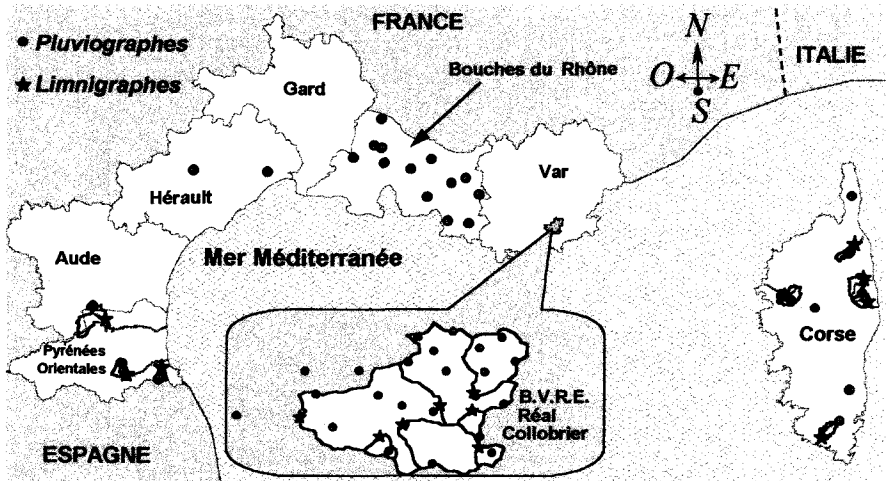 FRANCE
N
ITALIE
Pluviographes
Bouches du Rhône
O E
Limnigraphes
S
Gard
Var
Hérault
Aude
Mer Méditerranée
Corse
Pyrénées
Orientales
B.V.R.E.
Réal
Collobrier
ESPAGNE